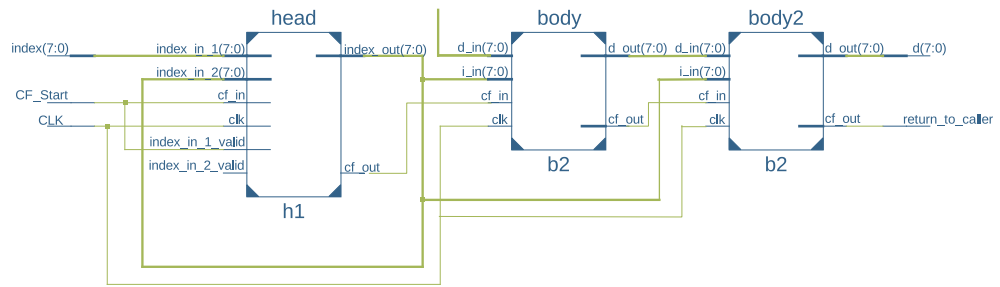 head
body
body2
index(7:0)
index_in_1(7:0)
index_out(7:0)
d_in(7:0)
d_out(7:0)
d_in(7:0)
d_out(7:0)
d(7:0)
index_in_2(7:0)
i_in(7:0)
i_in(7:0)
CF_Start
cf_in
cf_in
cf_in
CLK
clk
clk
cf_out
clk
cf_out
return_to_caller
index_in_1_valid
index_in_2_valid
cf_out
b2
b2
h1